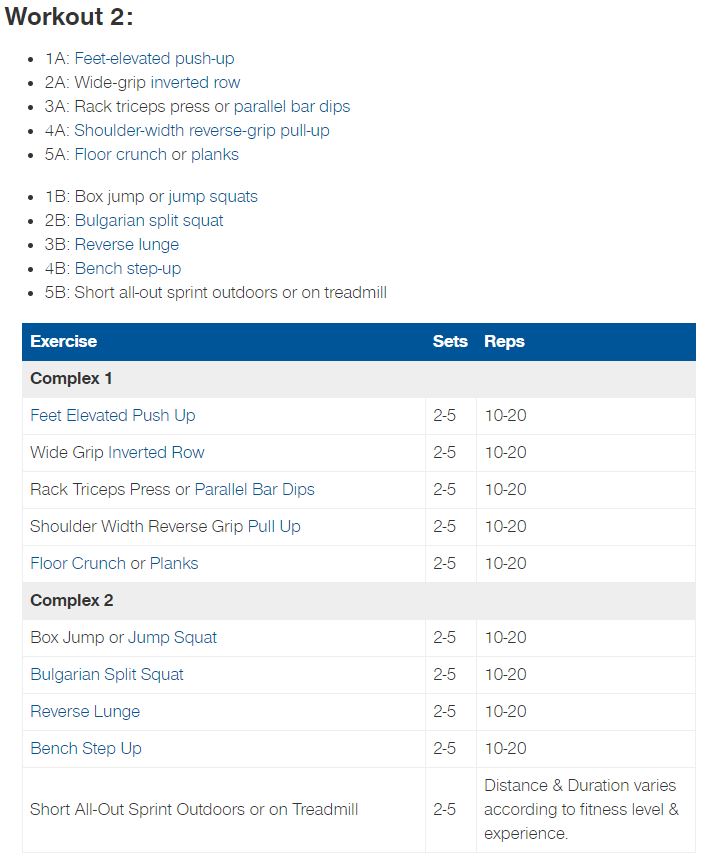 Workout 2:
1A: Feet-elevated push-up
2A: Wide-grip inverted row
3A: Rack triceps press or parallel bar dips
4A: Shoulder-width reverse-grip pull-up
5A: Floor crunch or planks
1B: Box jump or jump squats
2B: Bulgarian split squat
3B: Reverse lunge
4B: Bench step-up
5B: Short all-out sprint outdoors or on treadmill
Exercise Sets Reps
Complex 1
Feet Elevated Push Up 2-5 10-20
Wide Grip Inverted Row 2-5 10-20
Rack Triceps Press or Parallel Bar Dips 2-5 10-20
Shoulder Width Reverse Grip Pull Up 2-5 10-20
Floor Crunch or Planks 2-5 10-20
Complex 2
Box Jump or Jump Squat 2-5 10-20
Bulgarian Split Squat 2-5 10-20
Reverse Lunge 2-5 10-20
Bench Step Up 2-5 10-20
Short All-Out Sprint Outdoors or on Treadmill 2-5 Distance & Duration varies
according to fitness level &
experience.